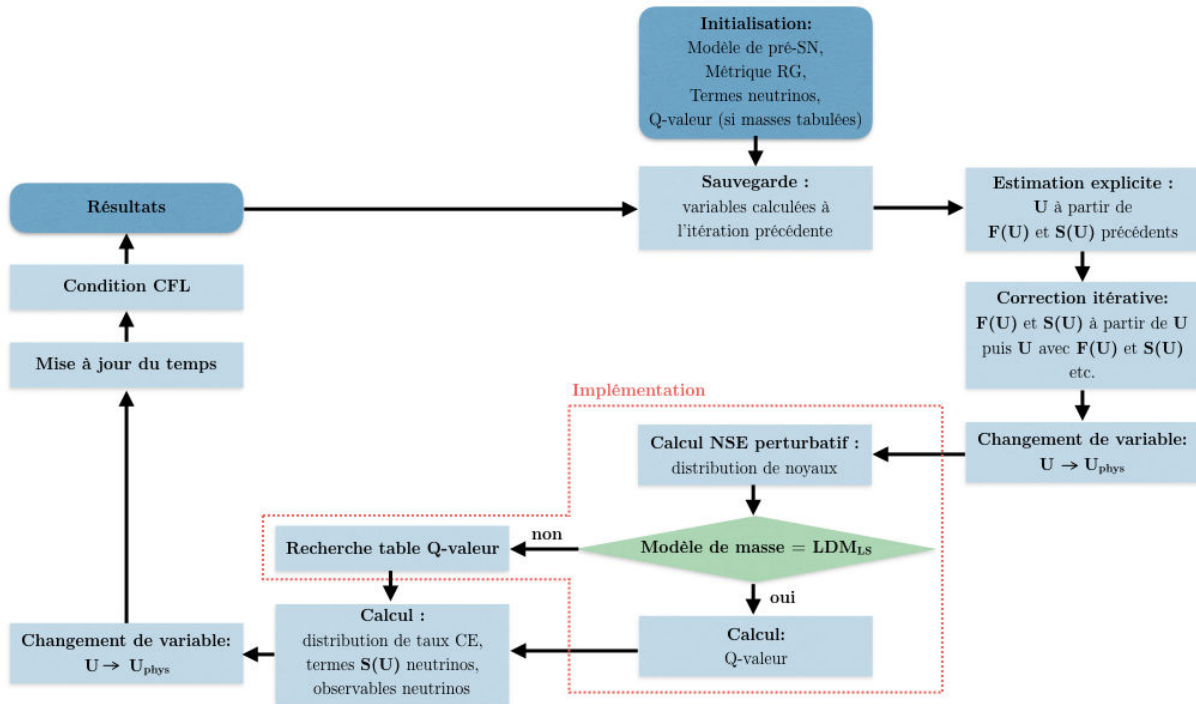 Initialisation:
Modèle de pré-SN,
Métrique RG,
Termes neutrinos,
Q-valeur (si masses tabulées)
Sauvegarde :
variables calculées à
l'itération précédente
Estimation explicite :
U à partir de
F(U) et S(U) précédents
Correction itérative:
F(U) et S(U) à partir de U
puis U avec F(U) et S(U)
etc.
Changement de variable:
U → Uphys
Implémentation
Calcul NSE perturbatif :
distribution de noyaux
Modèle de masse = LDMLS
non
oui
Recherche table Q-valeur
Calcul:
Q-valeur
Calcul :
distribution de taux CE,
termes S(U) neutrinos,
observables neutrinos
Changement de variable:
U → Uphys
Mise à jour du temps
Condition CFL
Résultats